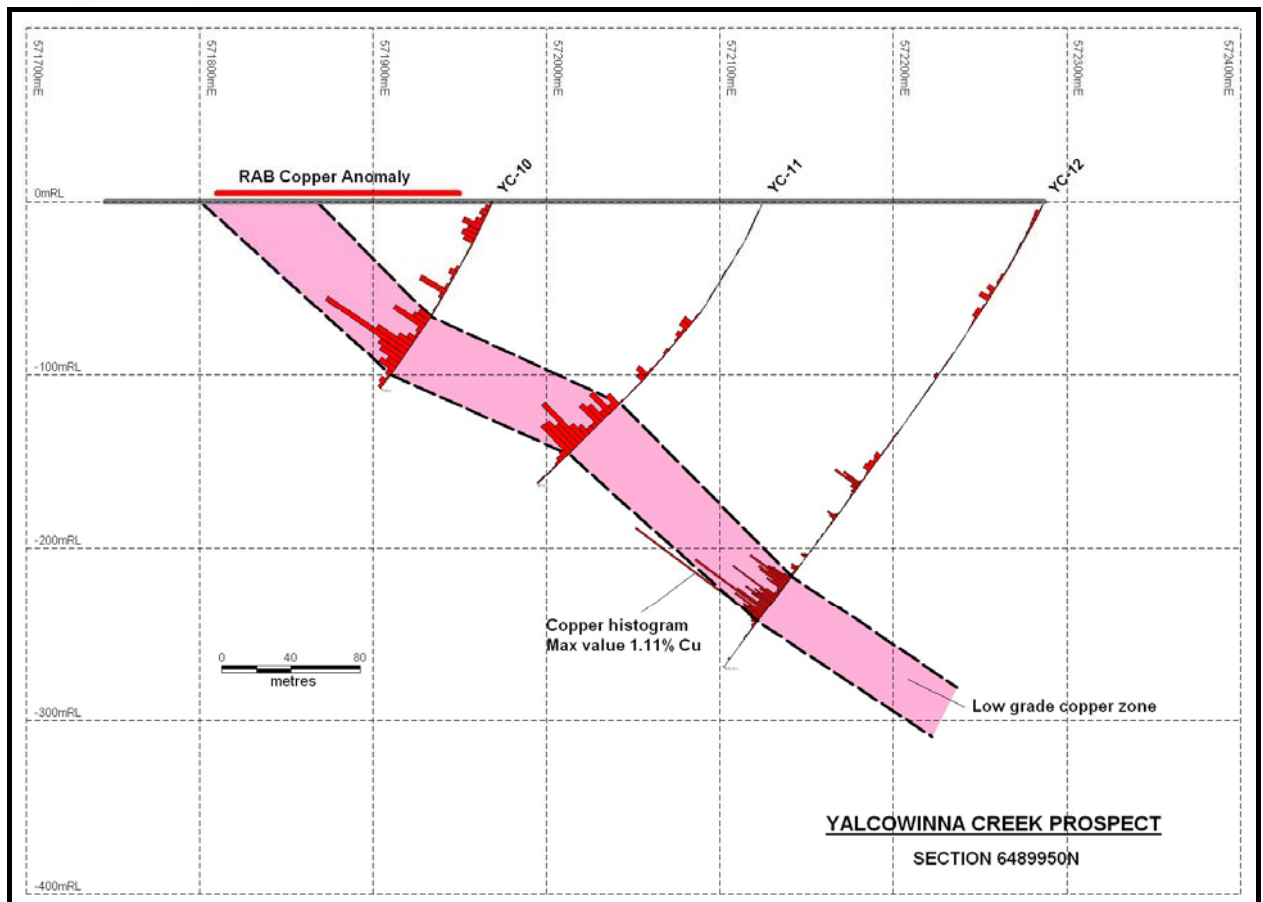 571700mE
571800mE
571900mE
572000mE
572100mE
572200mE
572300mE
572400mE
RAB Copper Anomaly
YC-10
YC-11
YC-12
0mRL
-100mRL
-200mRL
Copper histogram
Max value 1.11% Cu
0 40 80
metres
Low grade copper zone
-300mRL
YALCOWINNA CREEK PROSPECT
SECTION 6489950N
-400mRL